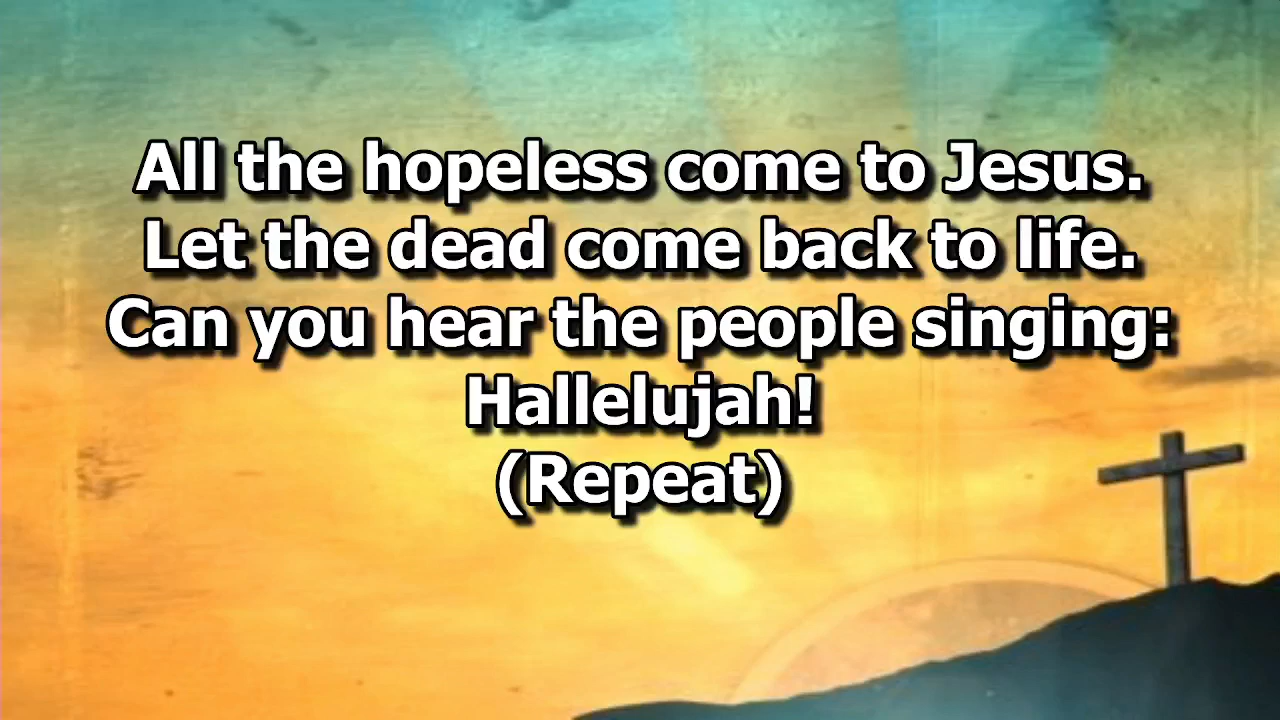 All the hopeless come to Jesus.
Let the dead come back to life.
Can you hear the people singing:
Hallelujah!
(Repeat)